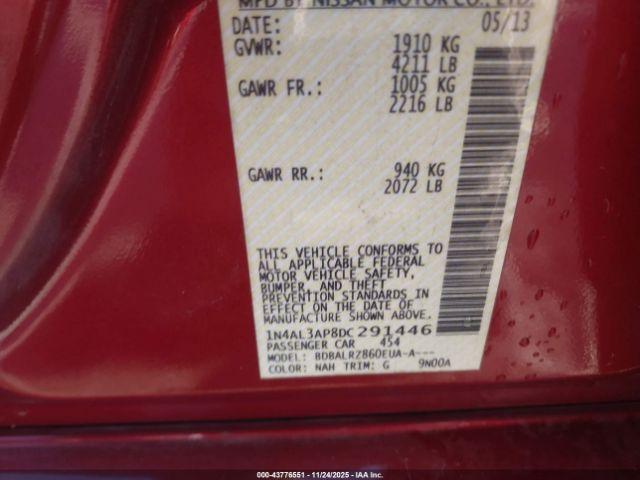 MFD BY NISSAN MOTOR CO., LTD.
DATE: 05/13
GVWR: 1910 KG
4211 LB
GAWR FR.: 1005 KG
2216 LB
GAWR RR.: 940 KG
2072 LB
THIS VEHICLE CONFORMS TO
ALL APPLICABLE FEDERAL
MOTOR VEHICLE SAFETY,
BUMPER, AND THEFT
PREVENTION STANDARDS IN
EFFECT ON THE DATE OF
MANUFACTURE SHOWN ABOVE.
1N4AL3AP8DC291446
PASSENGER CAR 454
MODEL: BDBALRZ860EUA-A---
COLOR: NAH TRIM: G 9N00A
000-43776551 - 11/24/2025 - IAAI.com